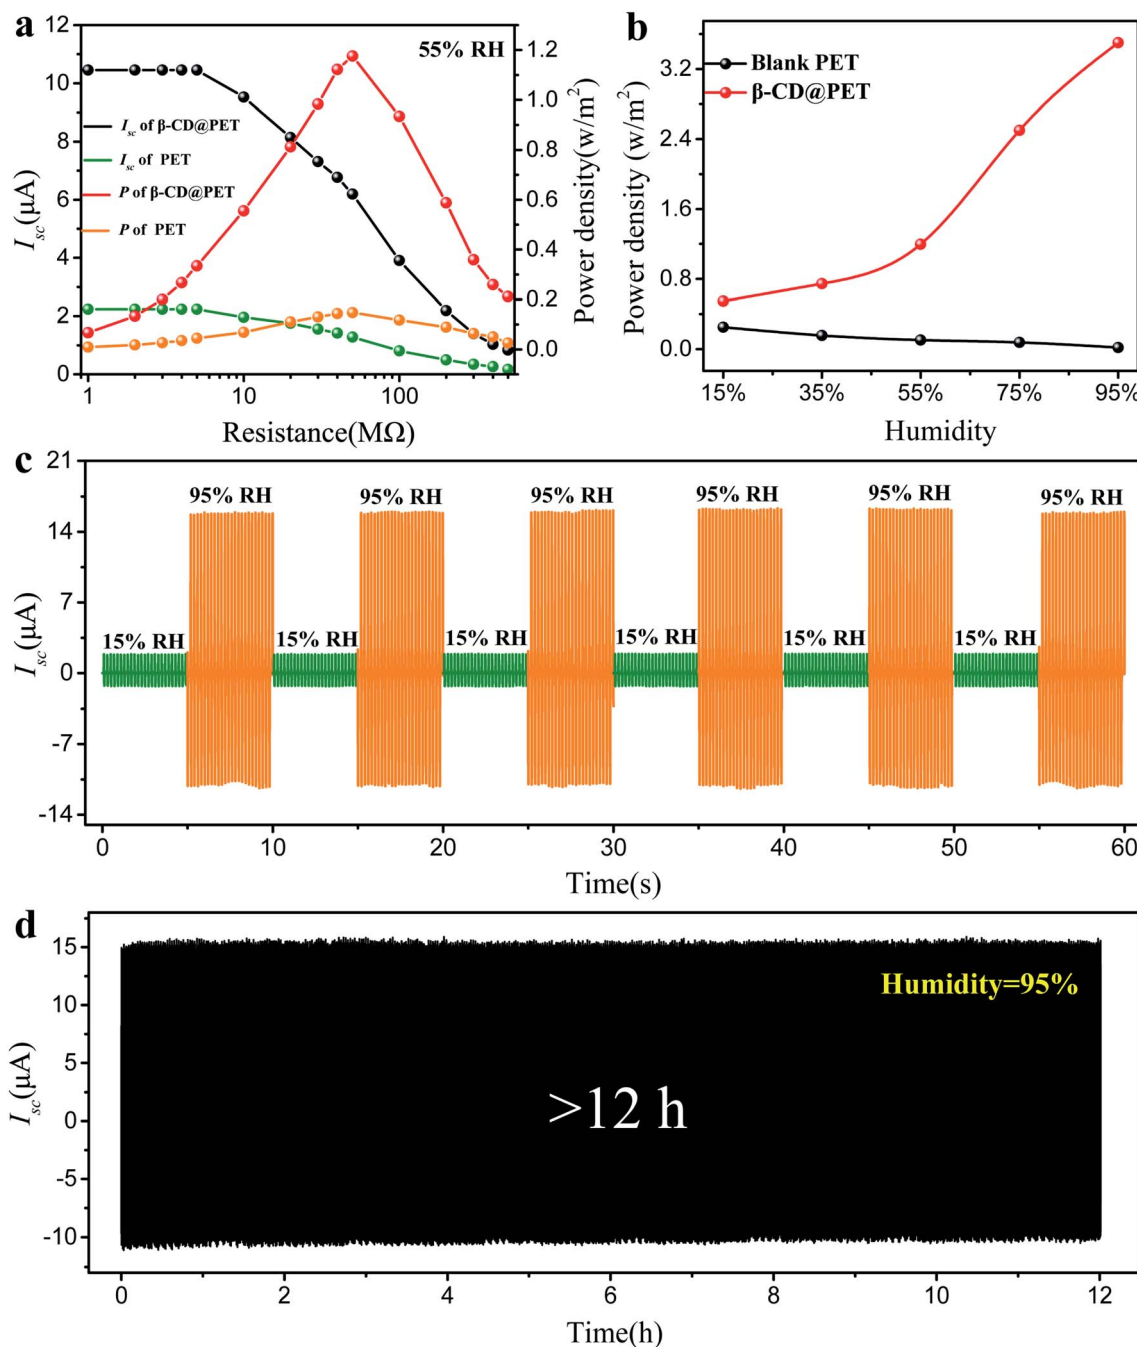 a
55% RH
12
10
8
6
4
2
0
I_sc(μA)
1.2
1.0
0.8
0.6
0.4
0.2
0.0
Power density(w/m²)
I_sc of β-CD@PET
I_sc of PET
P of β-CD@PET
P of PET
1 10 100
Resistance(MΩ)
b
Blank PET
β-CD@PET
3.2
2.4
1.6
0.8
0.0
Power density (w/m²)
15% 35% 55% 75% 95%
Humidity
c
21
14
7
0
-7
-14
I_sc(μA)
95% RH 95% RH 95% RH 95% RH 95% RH 95% RH
15% RH 15% RH 15% RH 15% RH 15% RH 15% RH
0 10 20 30 40 50 60
Time(s)
d
15
10
5
0
-5
-10
I_sc(μA)
Humidity=95%
>12 h
0 2 4 6 8 10 12
Time(h)